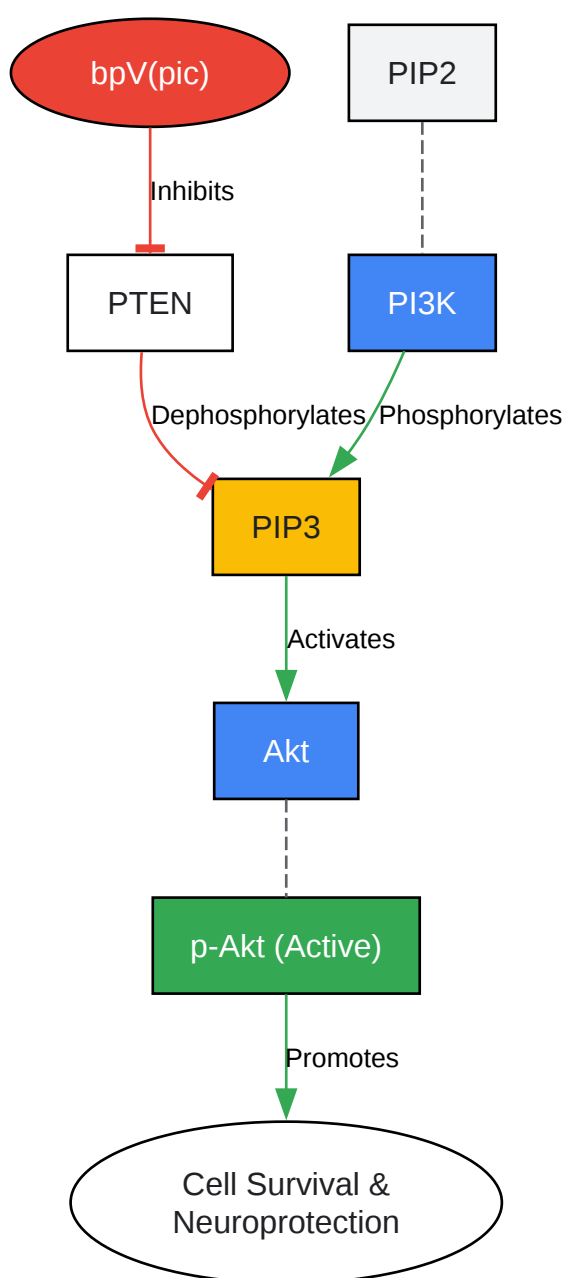 bpV(pic)
PIP2
Inhibits
PTEN
PI3K
Dephosphorylates
Phosphorylates
PIP3
Activates
Akt
p-Akt (Active)
Promotes
Cell Survival &
Neuroprotection